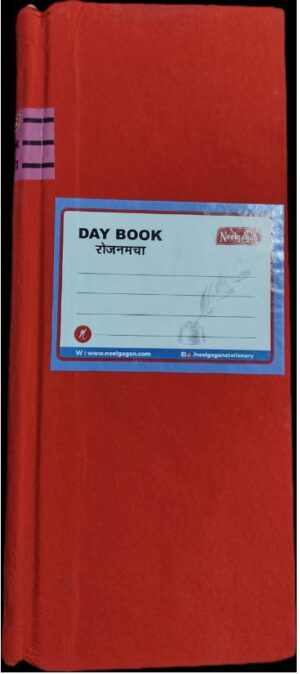 DAY BOOK
रोजनमचा
Neelgagan
W : www.neelgagan.com
/neelgaganstationery